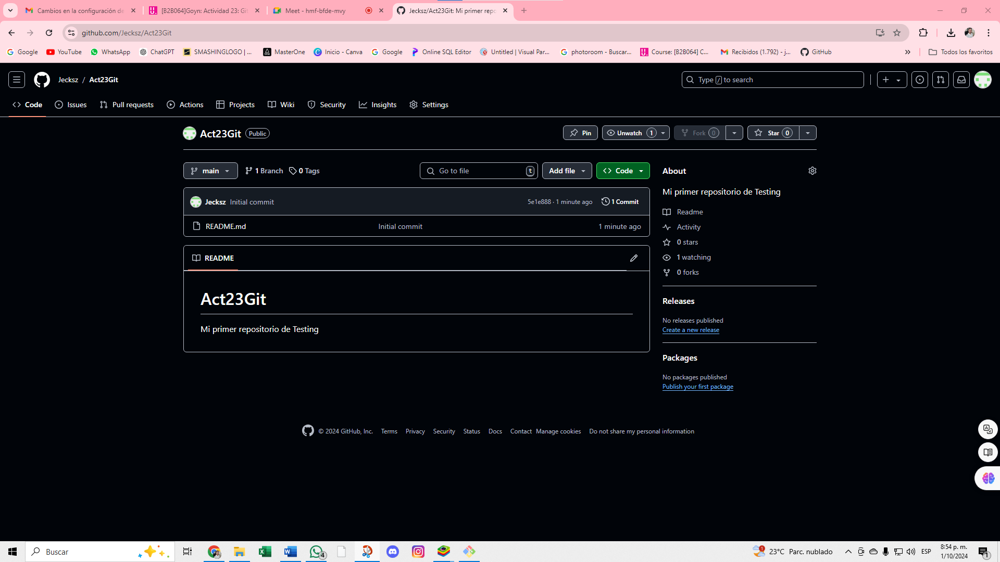 Cambios en la configuración de
[B2B064]Goyn: Actividad 23: Git
Meet - hmf-bfde-mvy
Jecksz/Act23Git: Mi primer repo
github.com/Jecksz/Act23Git
Google
YouTube
WhatsApp
ChatGPT
SMASHINGLOGO | ...
MasterOne
Inicio - Canva
Google
Online SQL Editor
Untitled | Visual Par...
photoroom - Buscar...
Course: [B2B064] C...
Recibidos (1.792) - j...
GitHub
Todos los favoritos
Jecksz / Act23Git
Type / to search
Code
Issues
Pull requests
Actions
Projects
Wiki
Security
Insights
Settings
Act23Git Public
Pin
Unwatch 1
Fork 0
Star 0
main
1 Branch
0 Tags
Go to file t
Add file
Code
Jecksz Initial commit 5e1e888 · 1 minute ago 1 Commit
README.md Initial commit 1 minute ago
README
Act23Git
Mi primer repositorio de Testing
About
Mi primer repositorio de Testing
Readme
Activity
0 stars
1 watching
0 forks
Releases
No releases published
Create a new release
Packages
No packages published
Publish your first package
© 2024 GitHub, Inc. Terms Privacy Security Status Docs Contact Manage cookies Do not share my personal information
Buscar
4
1
23°C Parc. nublado
ESP
8:54 p. m.
1/10/2024
1